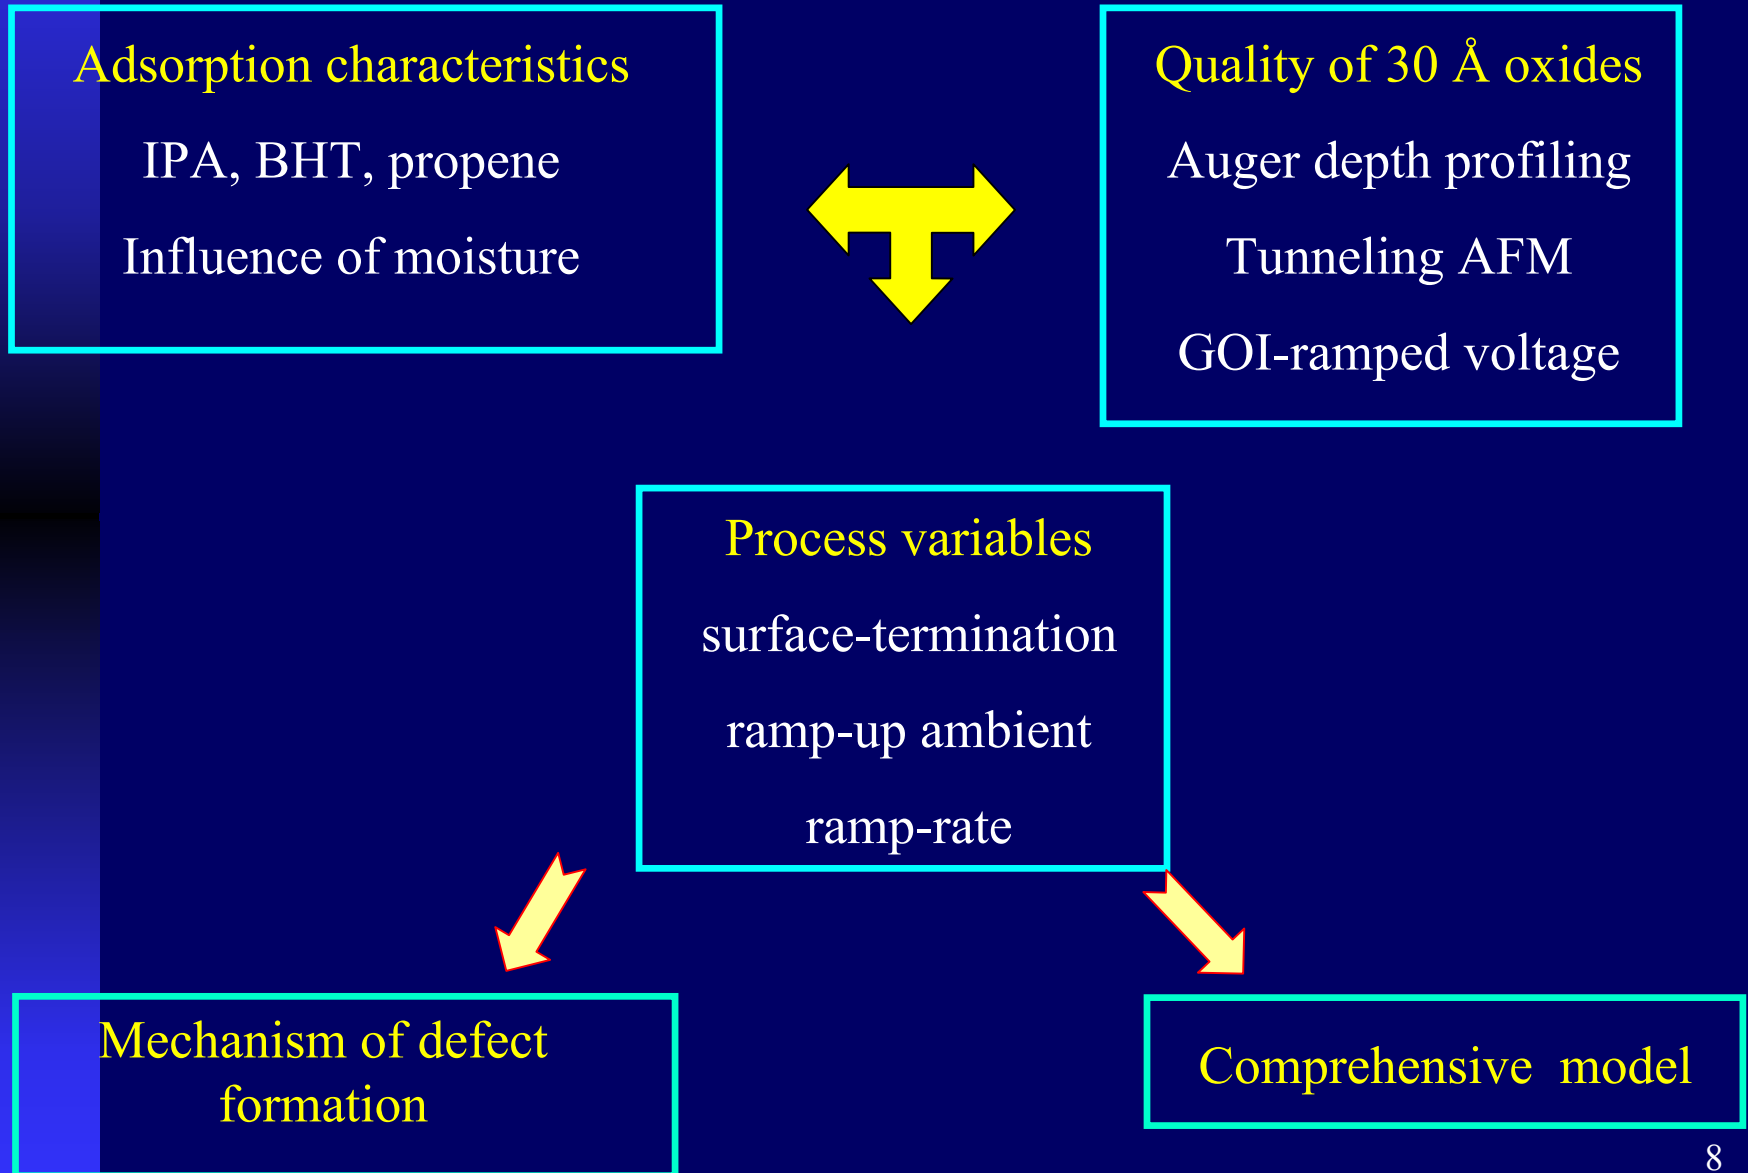 Adsorption characteristics
IPA, BHT, propene
Influence of moisture
Quality of 30 Å oxides
Auger depth profiling
Tunneling AFM
GOI-ramped voltage
Process variables
surface-termination
ramp-up ambient
ramp-rate
Mechanism of defect
formation
Comprehensive model
8